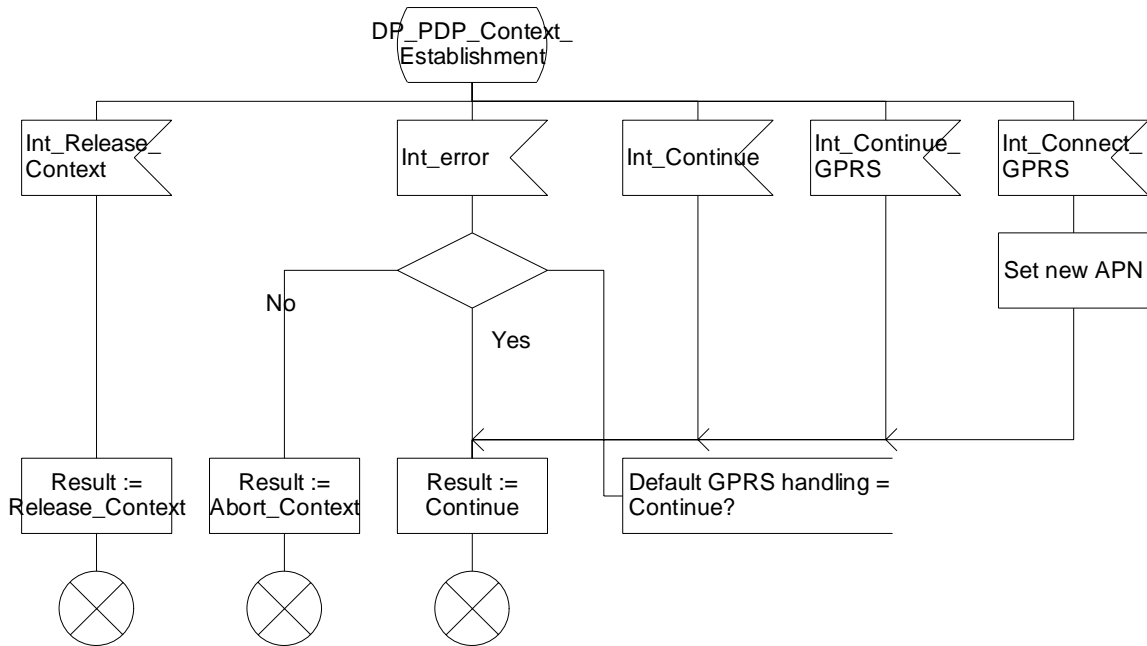 DP_PDP_Context_
Establishment
Int_Release_
Context
Int_error
Int_Continue
Int_Continue_
GPRS
Int_Connect_
GPRS
Set new APN
No
Yes
Result :=
Release_Context
Result :=
Abort_Context
Result :=
Continue
Default GPRS handling =
Continue?